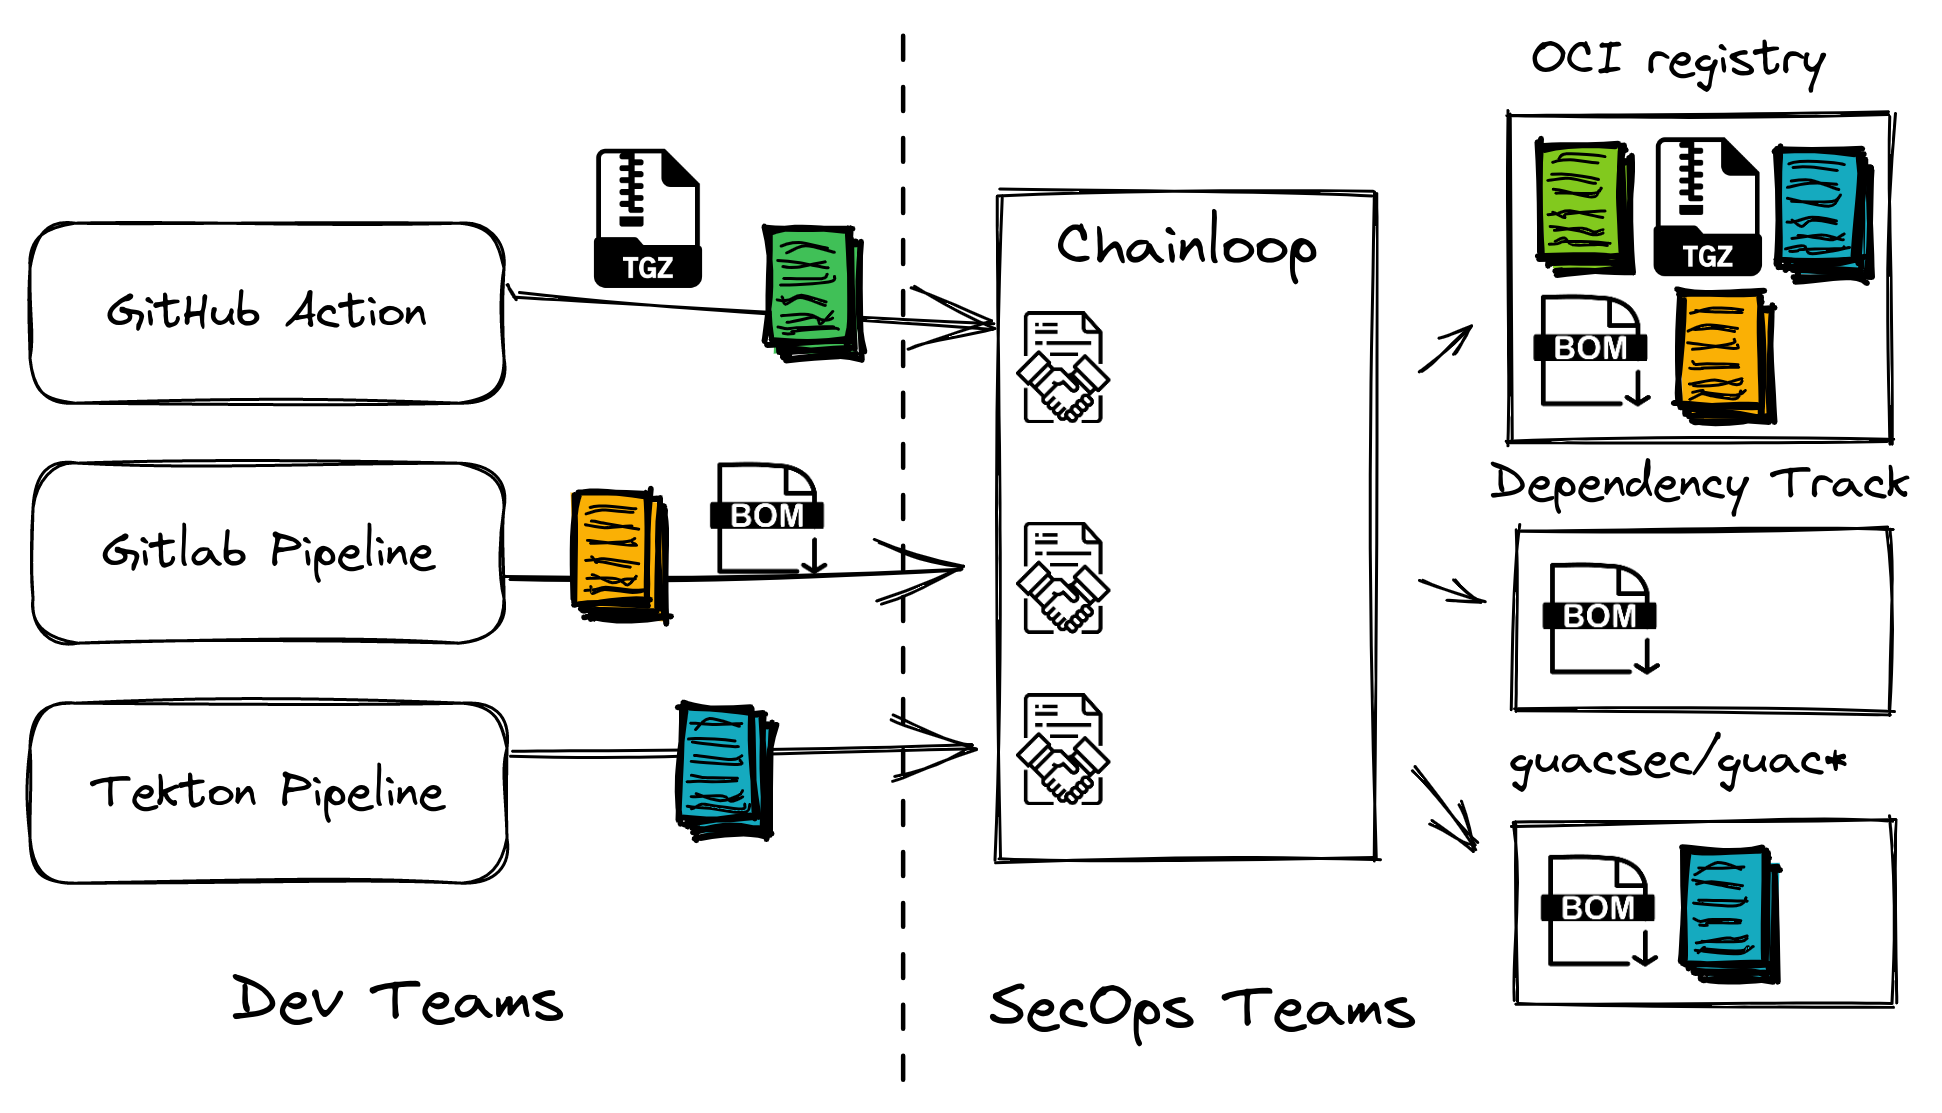 OCI registry
TGZ
TGZ
GitHub Action
Chainloop
BOM
Dependency Track
Gitlab Pipeline
BOM
BOM
guacsec/guac*
Tekton Pipeline
BOM
Dev Teams
SecOps Teams